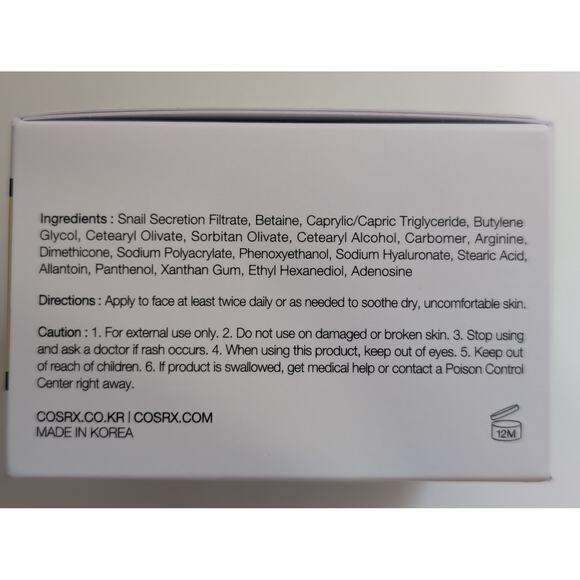 Ingredients : Snail Secretion Filtrate, Betaine, Caprylic/Capric Triglyceride, Butylene
Glycol, Cetearyl Olivate, Sorbitan Olivate, Cetearyl Alcohol, Carbomer, Arginine,
Dimethicone, Sodium Polyacrylate, Phenoxyethanol, Sodium Hyaluronate, Stearic Acid,
Allantoin, Panthenol, Xanthan Gum, Ethyl Hexanediol, Adenosine
Directions : Apply to face at least twice daily or as needed to soothe dry, uncomfortable skin.
Caution : 1. For external use only. 2. Do not use on damaged or broken skin. 3. Stop using
and ask a doctor if rash occurs. 4. When using this product, keep out of eyes. 5. Keep out
of reach of children. 6. If product is swallowed, get medical help or contact a Poison Control
Center right away.
COSRX.CO.KR | COSRX.COM
MADE IN KOREA
12M